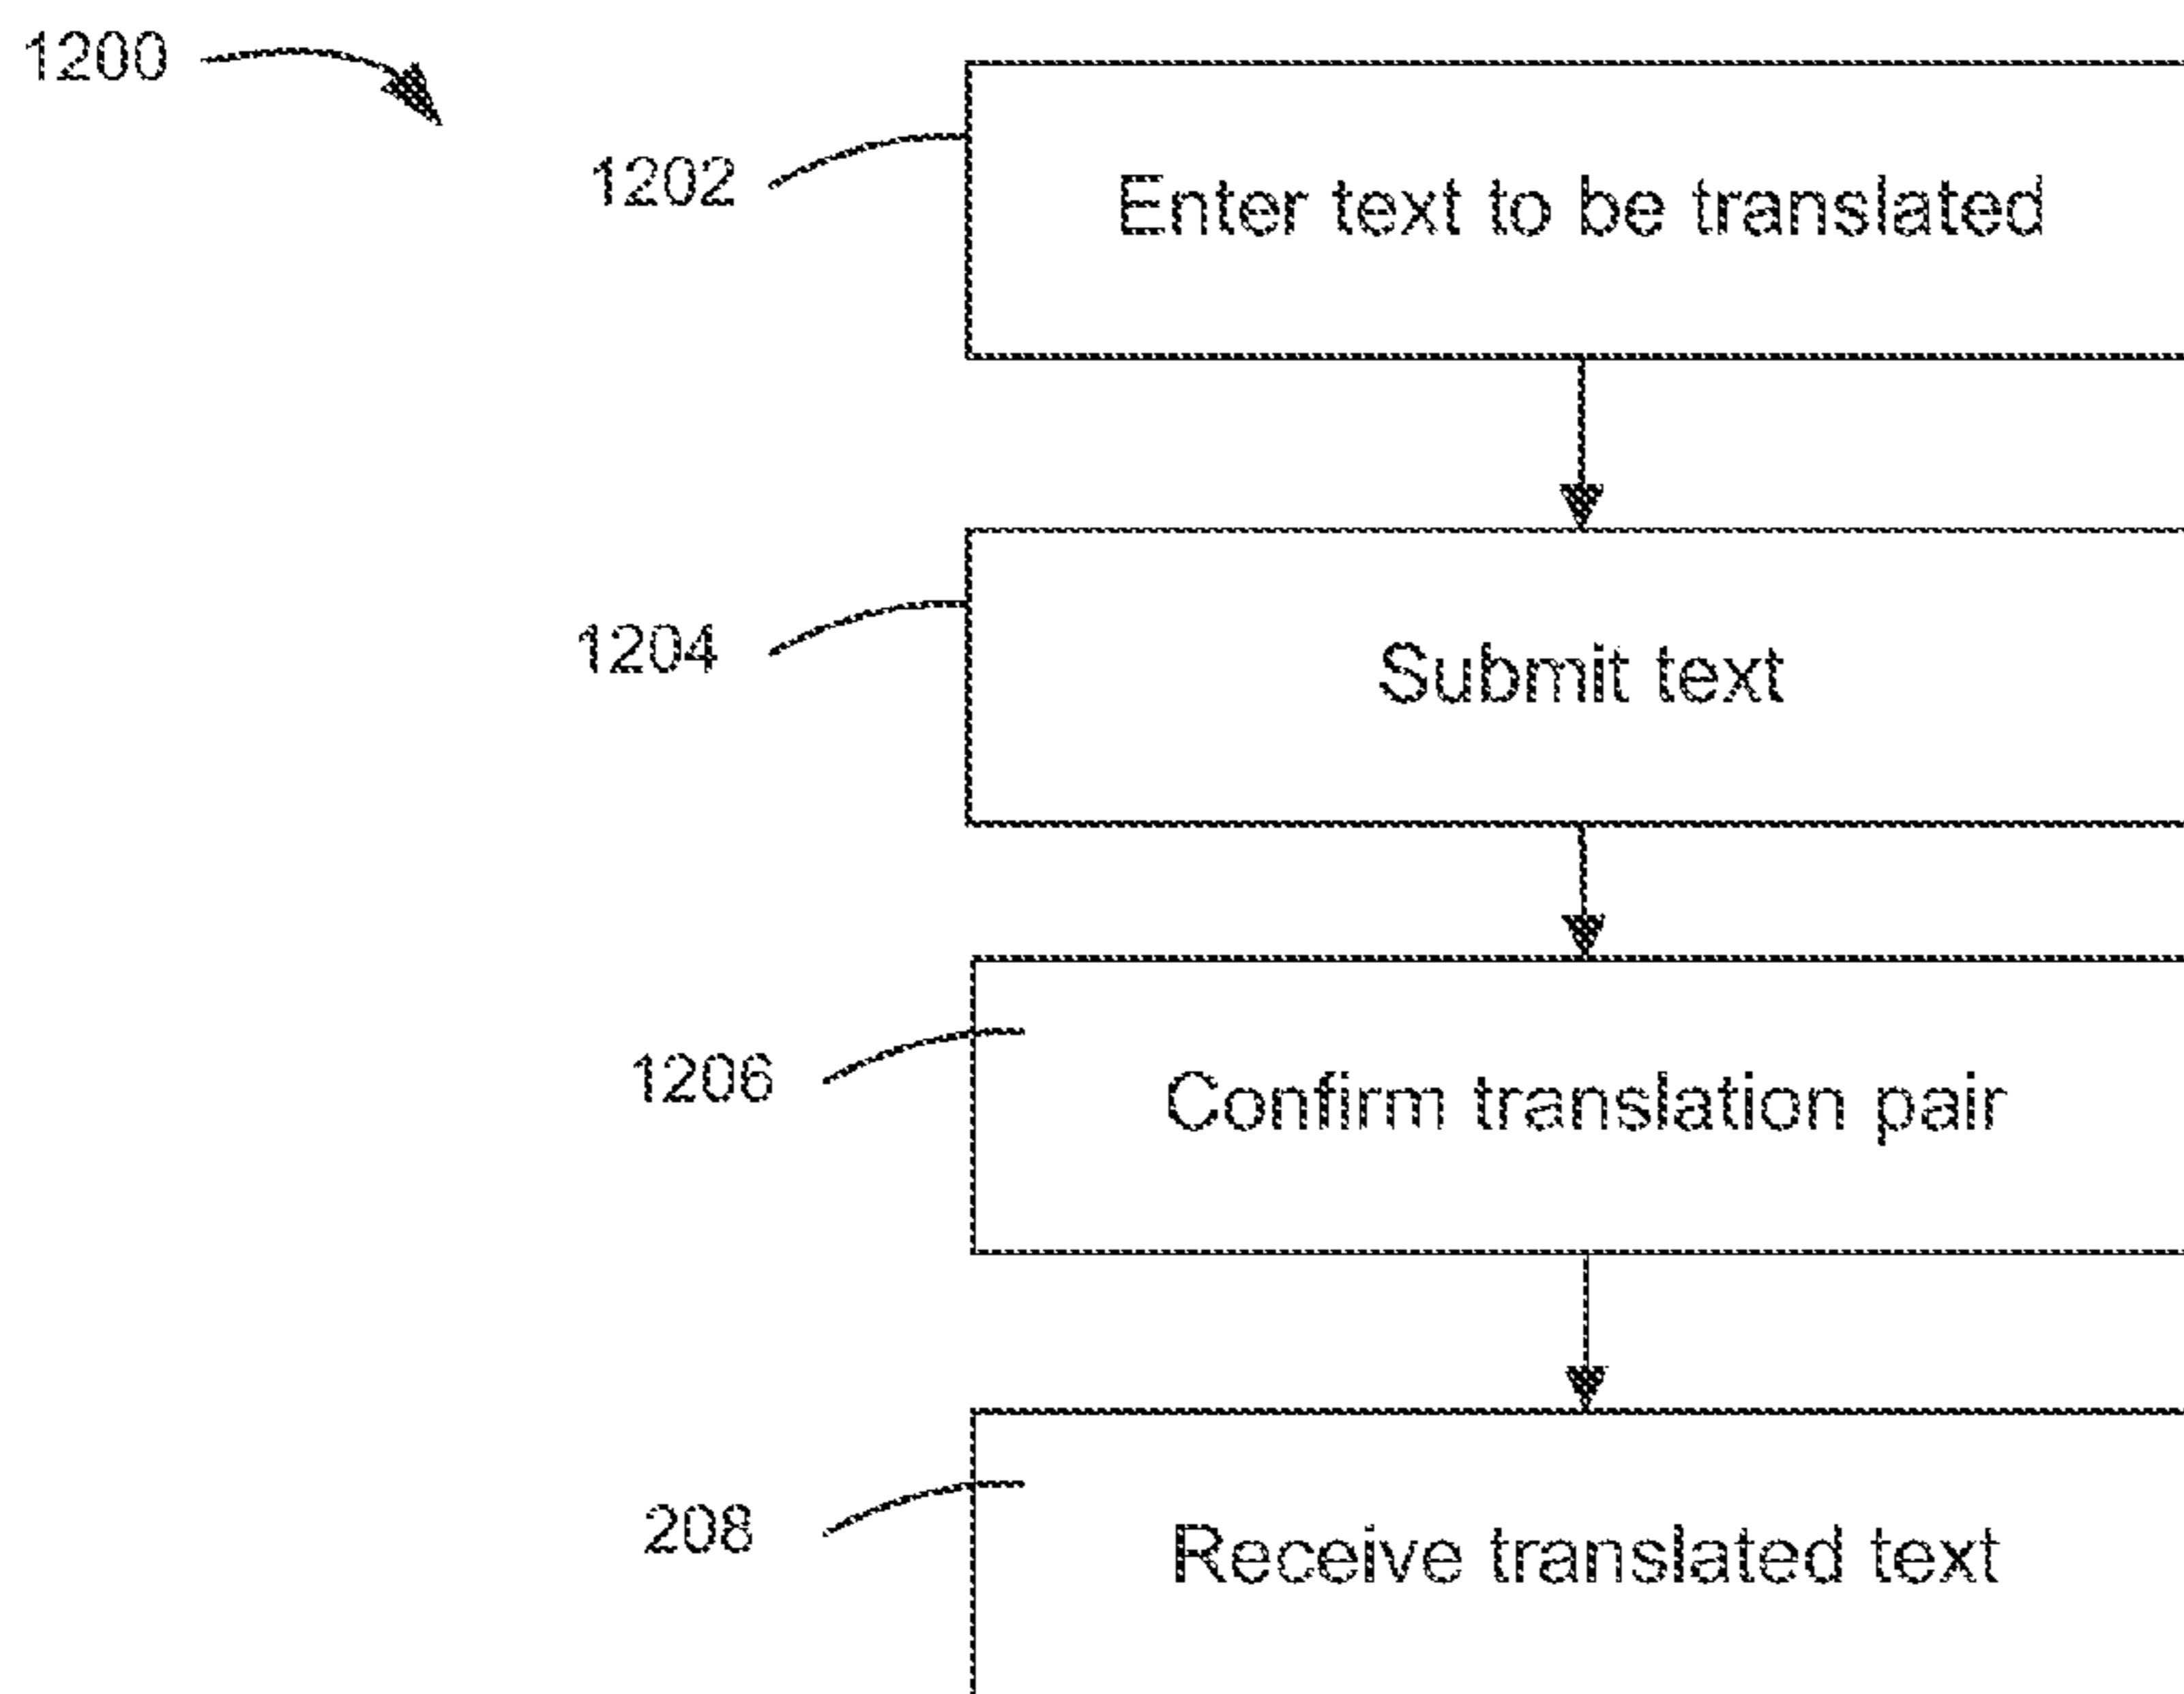 1200
1202
Enter text to be translated
1204
Submit text
1206
Confirm translation pair
208
Receive translated text